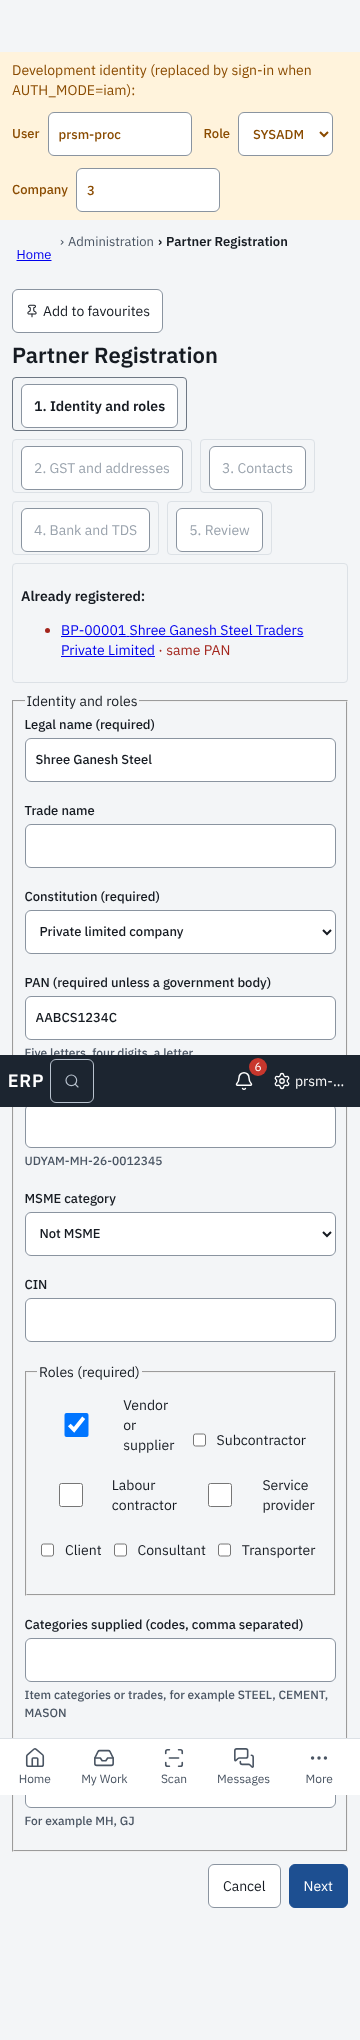 Development identity (replaced by sign-in when
AUTH_MODE=iam):
User prsm-proc Role SYSADM
Company 3
Home › Administration › Partner Registration
Add to favourites
Partner Registration
1. Identity and roles
2. GST and addresses 3. Contacts
4. Bank and TDS 5. Review
Already registered:
BP-00001 Shree Ganesh Steel Traders
Private Limited · same PAN
Identity and roles
Legal name (required)
Shree Ganesh Steel
Trade name
Constitution (required)
Private limited company
PAN (required unless a government body)
AABCS1234C
Five letters, four digits, a letter
ERP 6 prsm-...
UDYAM-MH-26-0012345
MSME category
Not MSME
CIN
Roles (required)
Vendor
or
supplier
Subcontractor
Labour
contractor
Service
provider
Client Consultant Transporter
Categories supplied (codes, comma separated)
Item categories or trades, for example STEEL, CEMENT,
MASON
Home My Work Scan Messages More
For example MH, GJ
Cancel Next